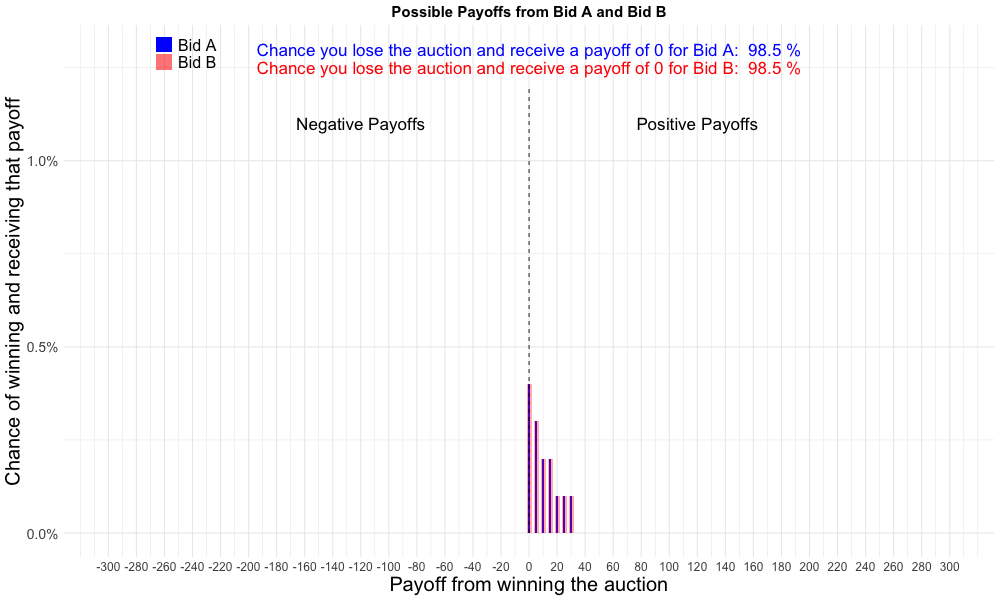 Possible Payoffs from Bid A and Bid B
Bid A
Bid B
Chance you lose the auction and receive a payoff of 0 for Bid A:  98.5 %
Chance you lose the auction and receive a payoff of 0 for Bid B:  98.5 %
Negative Payoffs
Positive Payoffs
Chance of winning and receiving that payoff
1.0%
0.5%
0.0%
-300 -280 -260 -240 -220 -200 -180 -160 -140 -120 -100 -80 -60 -40 -20 0 20 40 60 80 100 120 140 160 180 200 220 240 260 280 300
Payoff from winning the auction